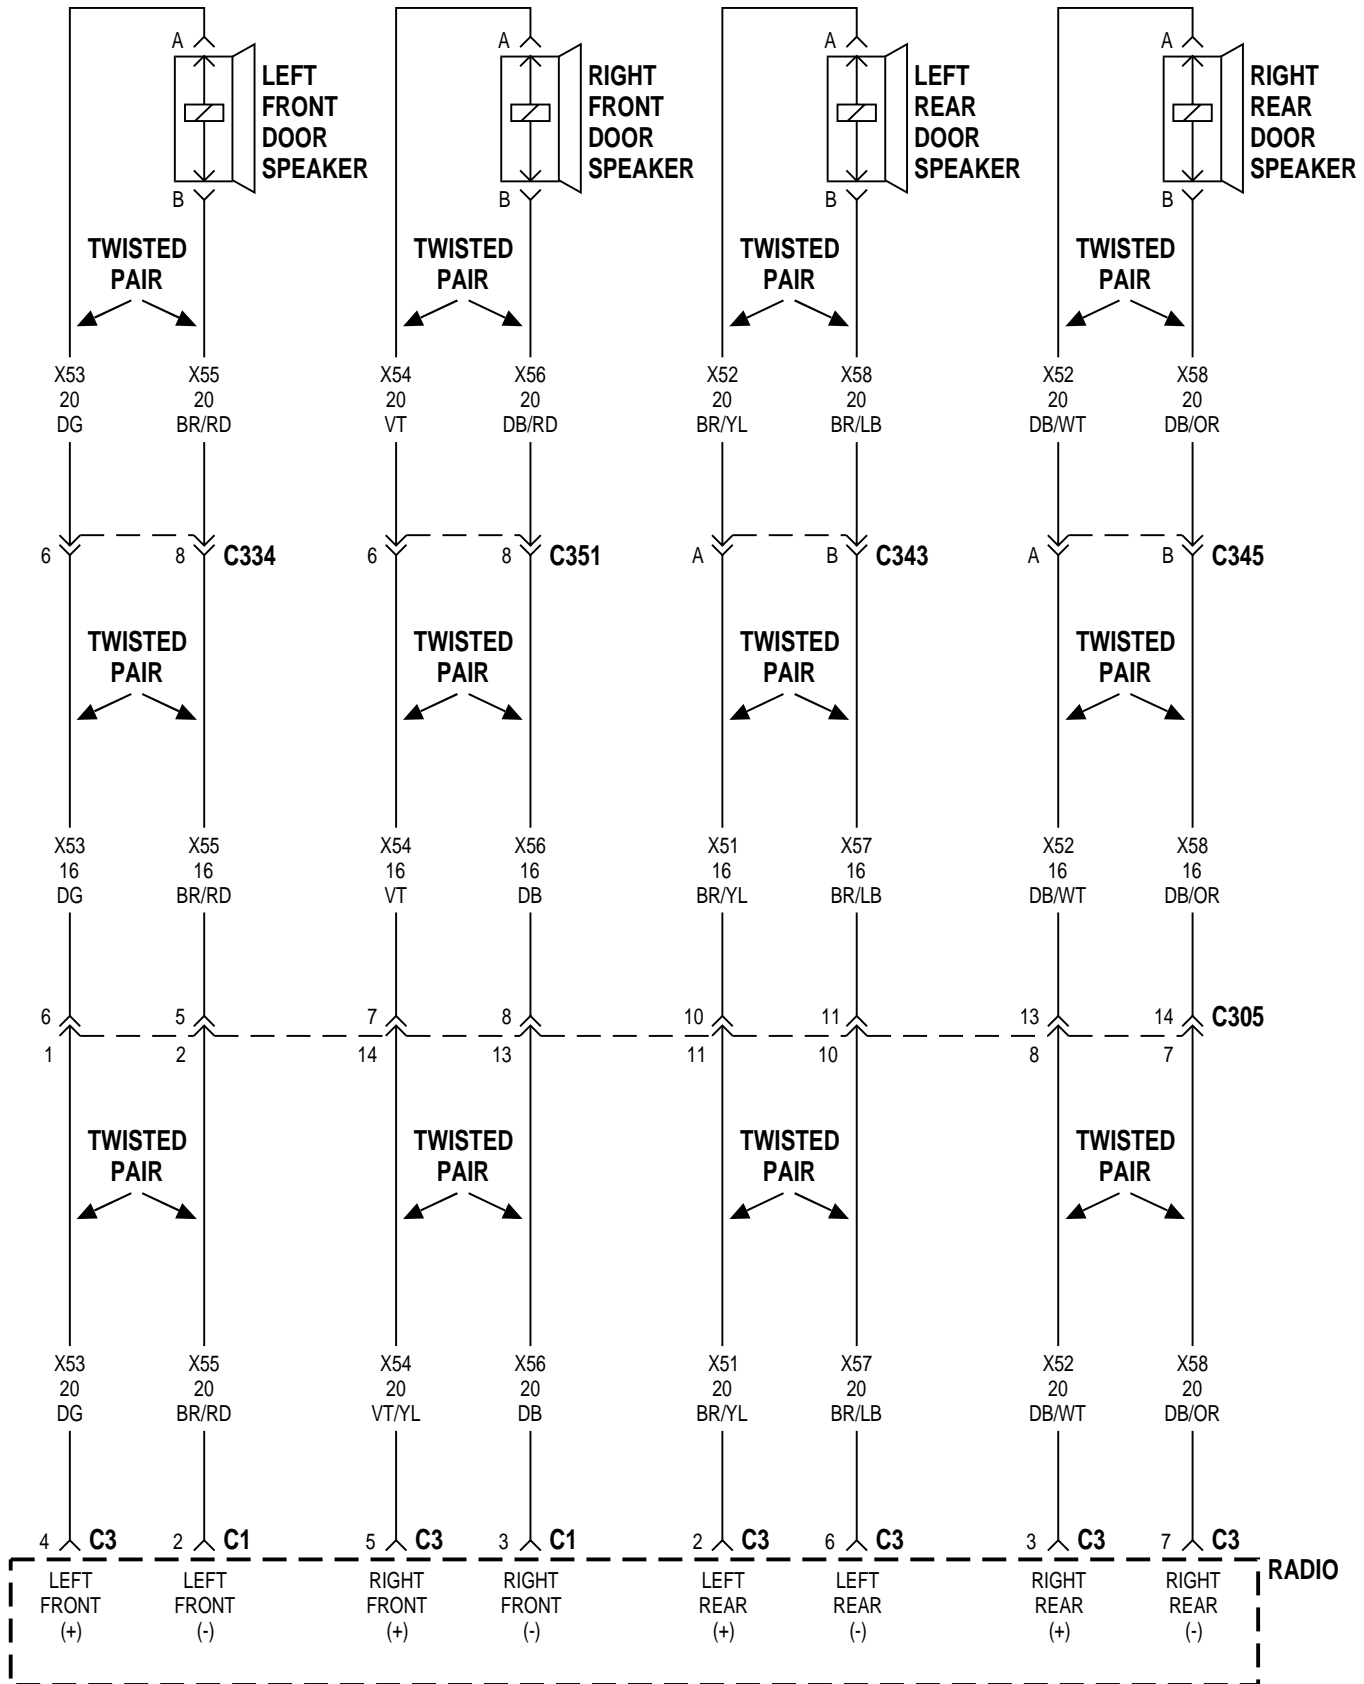 A A A A
LEFT RIGHT LEFT RIGHT
FRONT FRONT REAR REAR
DOOR DOOR DOOR DOOR
SPEAKER SPEAKER SPEAKER SPEAKER
B B B B
TWISTED TWISTED TWISTED TWISTED
PAIR PAIR PAIR PAIR
X53 X55 X54 X56 X52 X58 X52 X58
20 20 20 20 20 20 20 20
DG BR/RD VT DB/RD BR/YL BR/LB DB/WT DB/OR
6 8 C334 6 8 C351 A B C343 A B C345
TWISTED TWISTED TWISTED TWISTED
PAIR PAIR PAIR PAIR
X53 X55 X54 X56 X51 X57 X52 X58
16 16 16 16 16 16 16 16
DG BR/RD VT DB BR/YL BR/LB DB/WT DB/OR
6 5 7 8 10 11 13 14 C305
1 2 14 13 11 10 8 7
TWISTED TWISTED TWISTED TWISTED
PAIR PAIR PAIR PAIR
X53 X55 X54 X56 X51 X57 X52 X58
20 20 20 20 20 20 20 20
DG BR/RD VT/YL DB BR/YL BR/LB DB/WT DB/OR
4 C3 2 C1 5 C3 3 C1 2 C3 6 C3 3 C3 7 C3
RADIO
LEFT LEFT RIGHT RIGHT LEFT LEFT RIGHT RIGHT
FRONT FRONT FRONT FRONT REAR REAR REAR REAR
(+) (-) (+) (-) (+) (-) (+) (-)